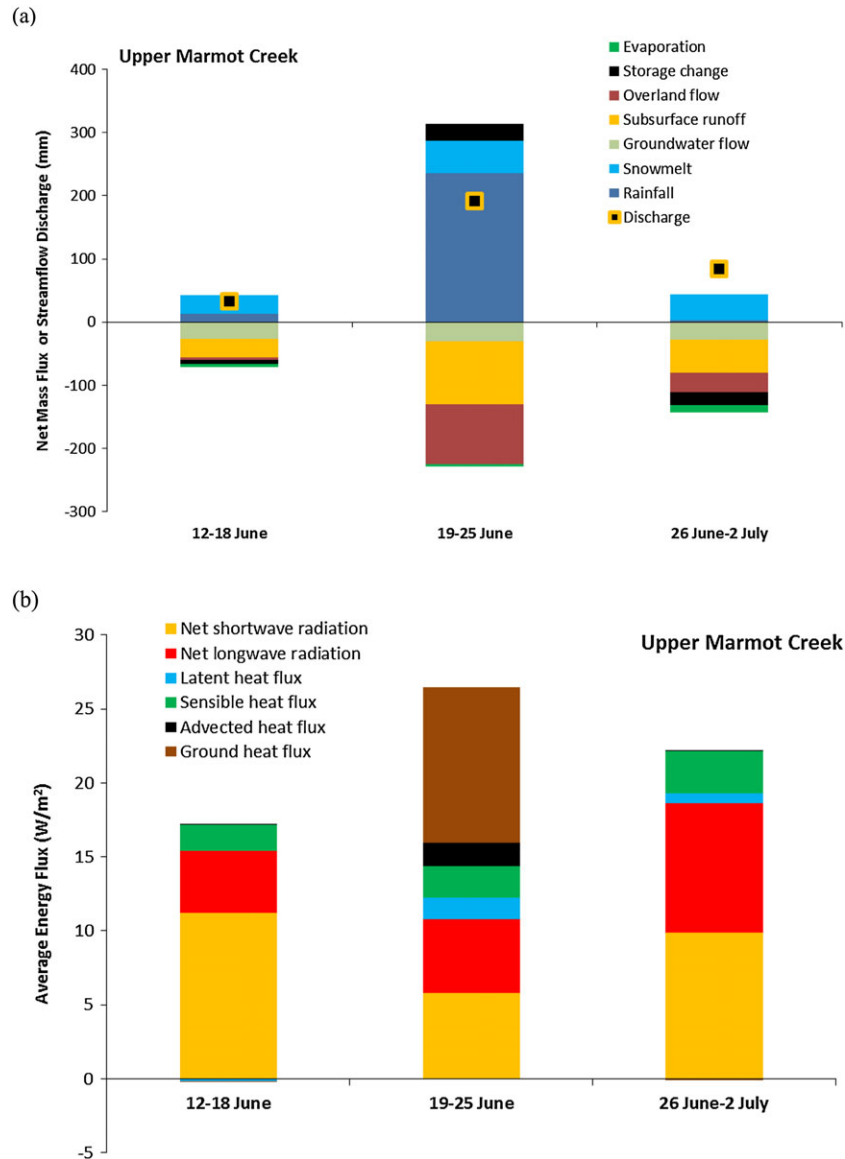 (a)
Upper Marmot Creek
Evaporation
Storage change
Overland flow
Subsurface runoff
Groundwater flow
Snowmelt
Rainfall
Discharge
Net Mass Flux or Streamflow Discharge (mm)
400
300
200
100
0
-100
-200
-300
12-18 June
19-25 June
26 June-2 July
(b)
Net shortwave radiation
Net longwave radiation
Latent heat flux
Sensible heat flux
Advected heat flux
Ground heat flux
Upper Marmot Creek
Average Energy Flux (W/m²)
30
25
20
15
10
5
0
-5
12-18 June
19-25 June
26 June-2 July